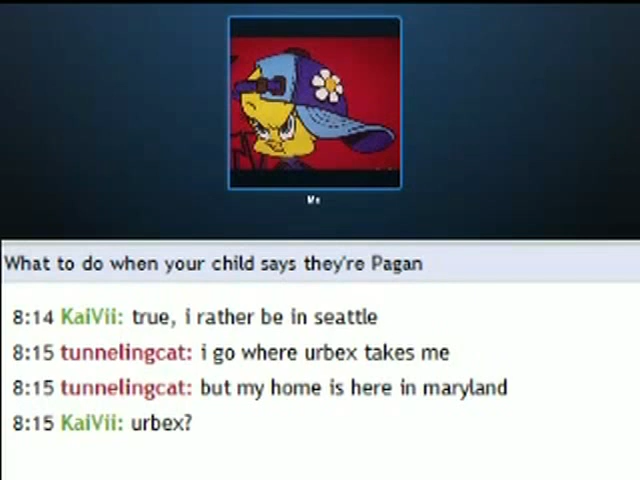 Me
What to do when your child says they're Pagan
8:14 KaiVii: true, i rather be in seattle
8:15 tunnelingcat: i go where urbex takes me
8:15 tunnelingcat: but my home is here in maryland
8:15 KaiVii: urbex?